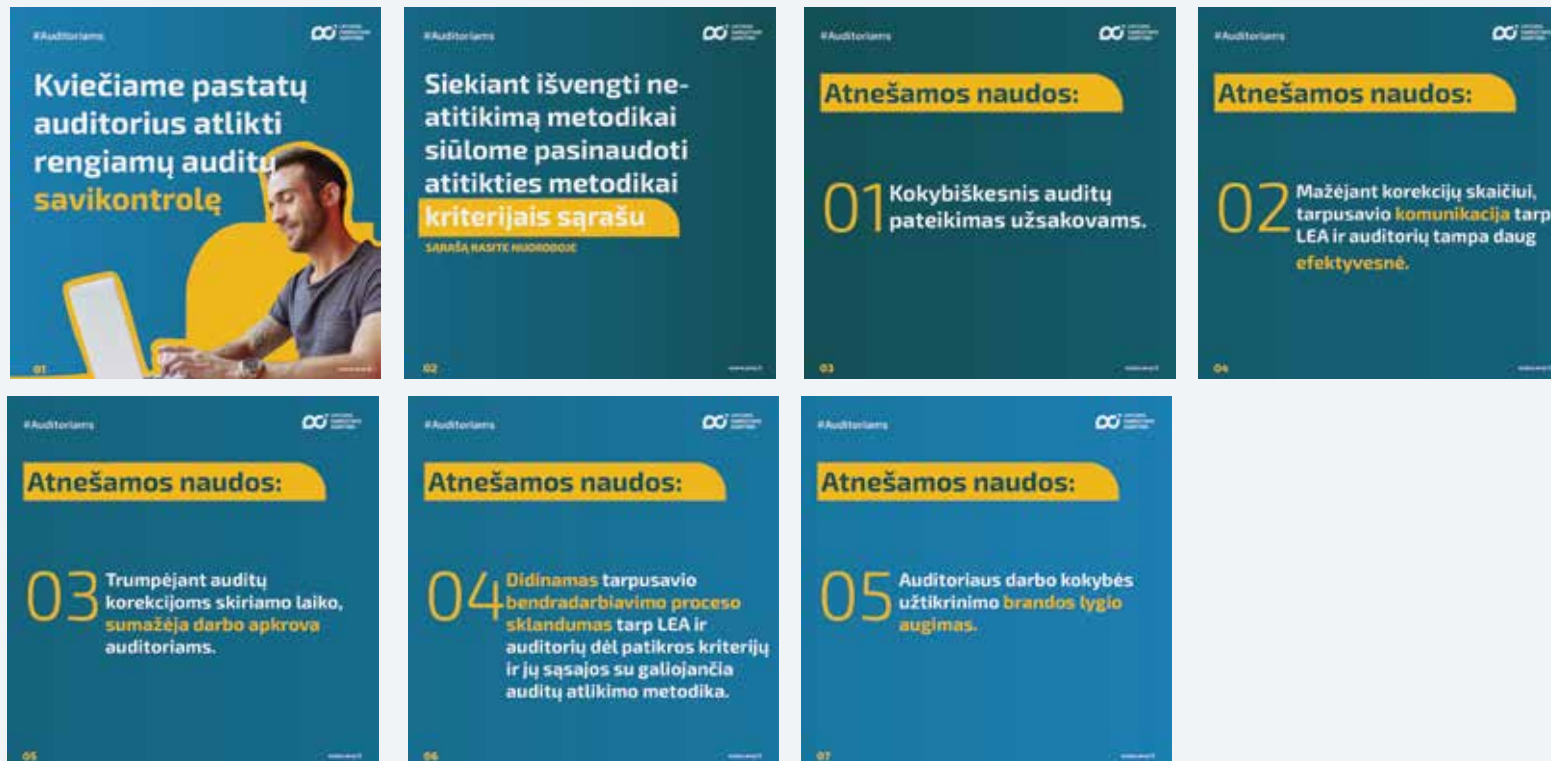 #Auditoriams
Kviečiame pastatų
auditorius atlikti
rengiamų auditų
savikontrolę
01
#Auditoriams
Siekiant išvengti ne-
atitikimą metodikai
siūlome pasinaudoti
atitikties metodikai
kriterijais sąrašu
SĄRAŠĄ RASITE NUORODOJE
02
#Auditoriams
Atnešamos naudos:
01 Kokybiškesnis auditų
pateikimas užsakovams.
03
#Auditoriams
Atnešamos naudos:
02 Mažėjant korekcijų skaičiui,
tarpusavio komunikacija tarp
LEA ir auditorių tampa daug
efektyvesnė.
04
#Auditoriams
Atnešamos naudos:
03 Trumpėjant auditų
korekcijoms skiriamo laiko,
sumažėja darbo apkrova
auditoriams.
05
#Auditoriams
Atnešamos naudos:
04 Didinamas tarpusavio
bendradarbiavimo proceso
sklandumas tarp LEA ir
auditorių dėl patikros kriterijų
ir jų sąsajos su galiojančia
auditų atlikimo metodika.
06
#Auditoriams
Atnešamos naudos:
05 Auditoriaus darbo kokybės
užtikrinimo brandos lygio
augimas.
07